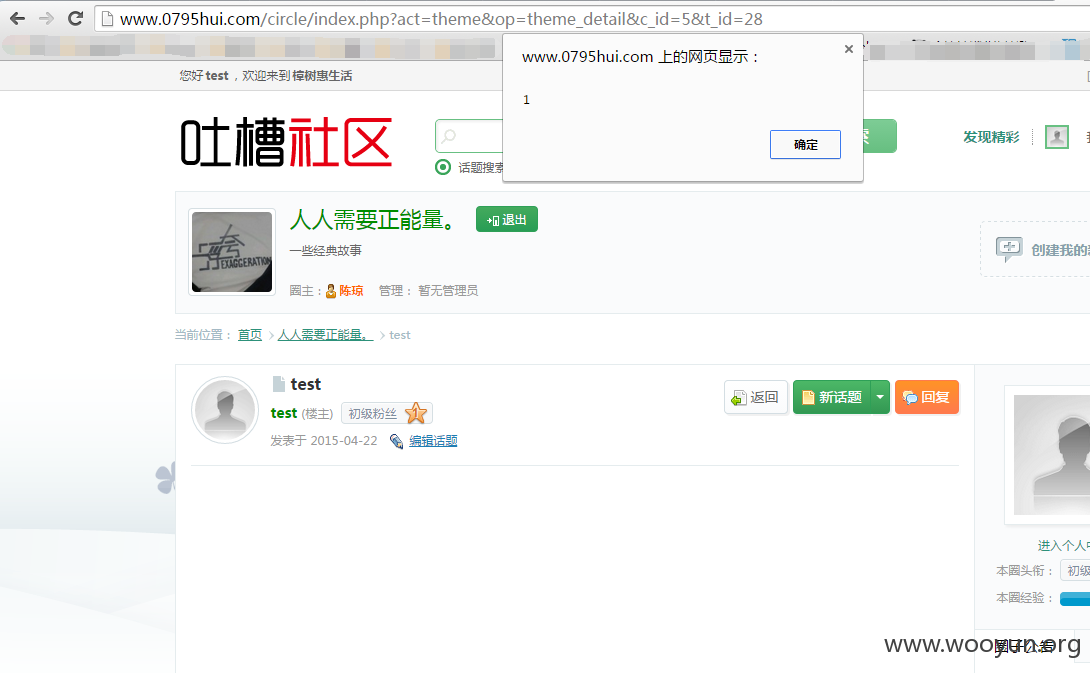 www.0795hui.com/circle/index.php?act=theme&op=theme_detail&c_id=5&t_id=28
www.0795hui.com 上的网页显示：
1
确定
您好test，欢迎来到樟树惠生活
吐槽社区
话题搜索
发现精彩
人人需要正能量。
退出
一些经典故事
圈主：陈琼 管理：暂无管理员
创建我的
当前位置： 首页 > 人人需要正能量。 > test
test
返回
新话题
回复
test (楼主) 初级粉丝 1
发表于 2015-04-22 编辑话题
EXAGGERATION
进入个人中
本圈头衔： 初级
本圈经验：
www.wooyun.org